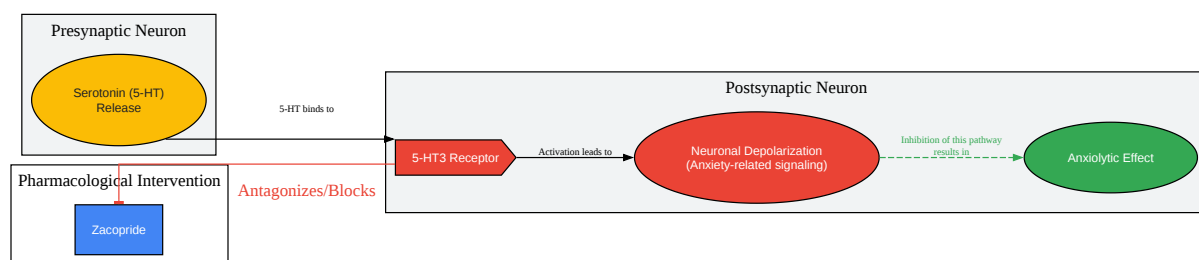 Presynaptic Neuron
Serotonin (5-HT)
Release
5-HT binds to
Postsynaptic Neuron
5-HT3 Receptor
Activation leads to
Neuronal Depolarization
(Anxiety-related signaling)
Inhibition of this pathway
results in
Anxiolytic Effect
Pharmacological Intervention
Antagonizes/Blocks
Zacopride